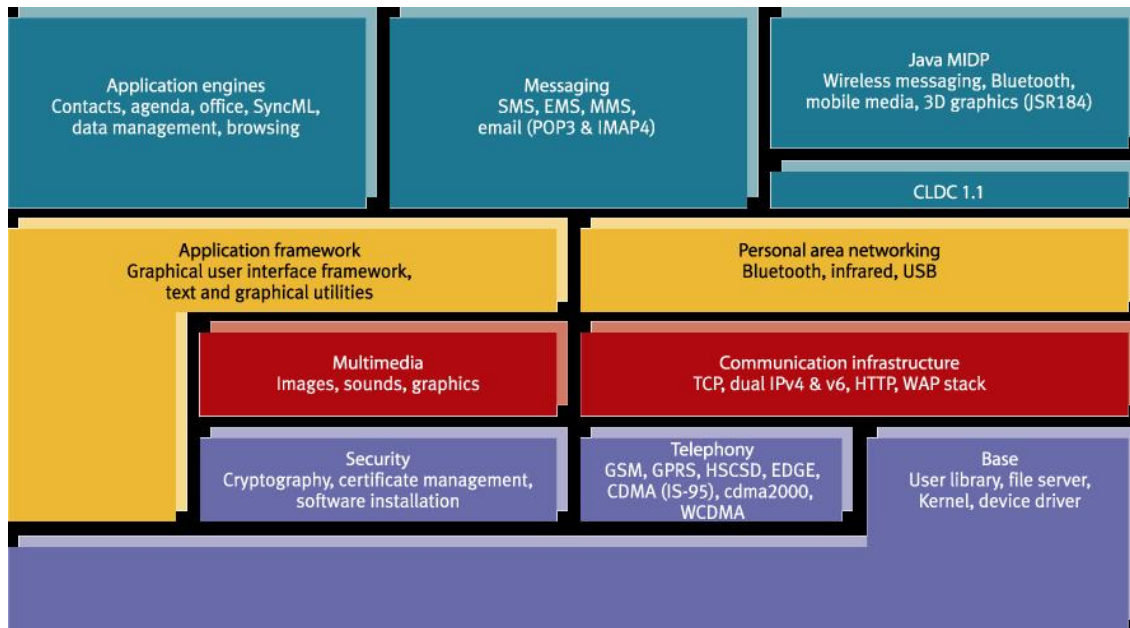 Application engines
Contacts, agenda, office, SyncML,
data management, browsing
Messaging
SMS, EMS, MMS,
email (POP3 & IMAP4)
Java MIDP
Wireless messaging, Bluetooth,
mobile media, 3D graphics (JSR184)
CLDC 1.1
Application framework
Graphical user interface framework,
text and graphical utilities
Personal area networking
Bluetooth, infrared, USB
Multimedia
Images, sounds, graphics
Communication infrastructure
TCP, dual IPv4 & v6, HTTP, WAP stack
Security
Cryptography, certificate management,
software installation
Telephony
GSM, GPRS, HSCSD, EDGE,
CDMA (IS-95), cdma2000,
WCDMA
Base
User library, file server,
Kernel, device driver